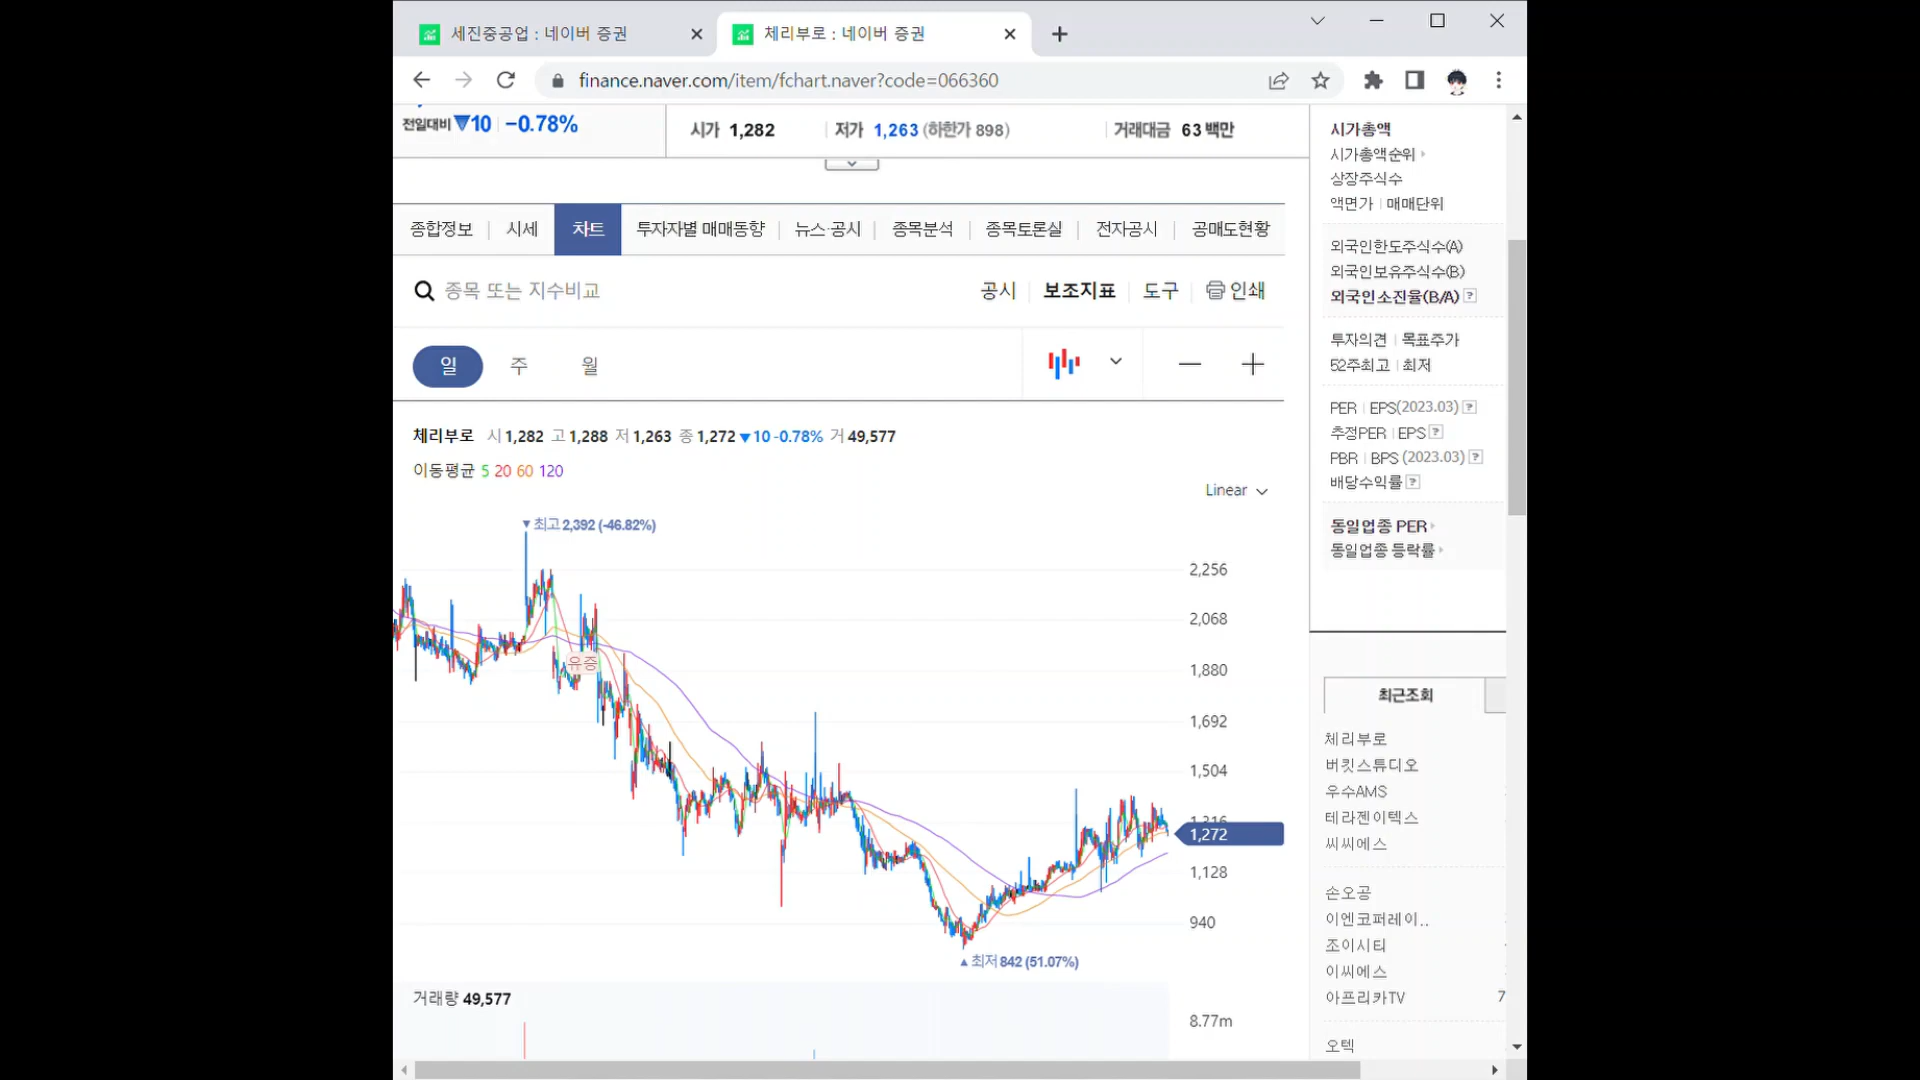 세진중공업 : 네이버 증권
체리부로 : 네이버 증권
finance.naver.com/item/fchart.naver?code=066360
전일대비 ▼10 -0.78%
시가 1,282 저가 1,263 (하한가 898) 거래대금 63 백만
종합정보 시세 차트 투자자별 매매동향 뉴스·공시 종목분석 종목토론실 전자공시 공매도현황
종목 또는 지수비교
공시 보조지표 도구 인쇄
일 주 월
체리부로 시 1,282 고 1,288 저 1,263 종 1,272 ▼10 -0.78% 거 49,577
이동평균 5 20 60 120
Linear
▼최고 2,392 (-46.82%)
2,256
2,068
유증
1,880
1,692
1,504
1,272
1,128
940
▲최저 842 (51.07%)
거래량 49,577
8.77m
시가총액
시가총액순위
상장주식수
액면가 매매단위
외국인한도주식수(A)
외국인보유주식수(B)
외국인소진율(B/A) ?
투자의견 목표주가
52주최고 최저
PER EPS(2023.03) ?
추정PER EPS ?
PBR BPS (2023.03) ?
배당수익률 ?
동일업종 PER
동일업종 등락률
최근조회
체리부로
버킷스튜디오
우수AMS
테라젠이텍스
씨씨에스
손오공
이엔코퍼레이..
조이시티
이씨에스
아프리카TV 7
오텍